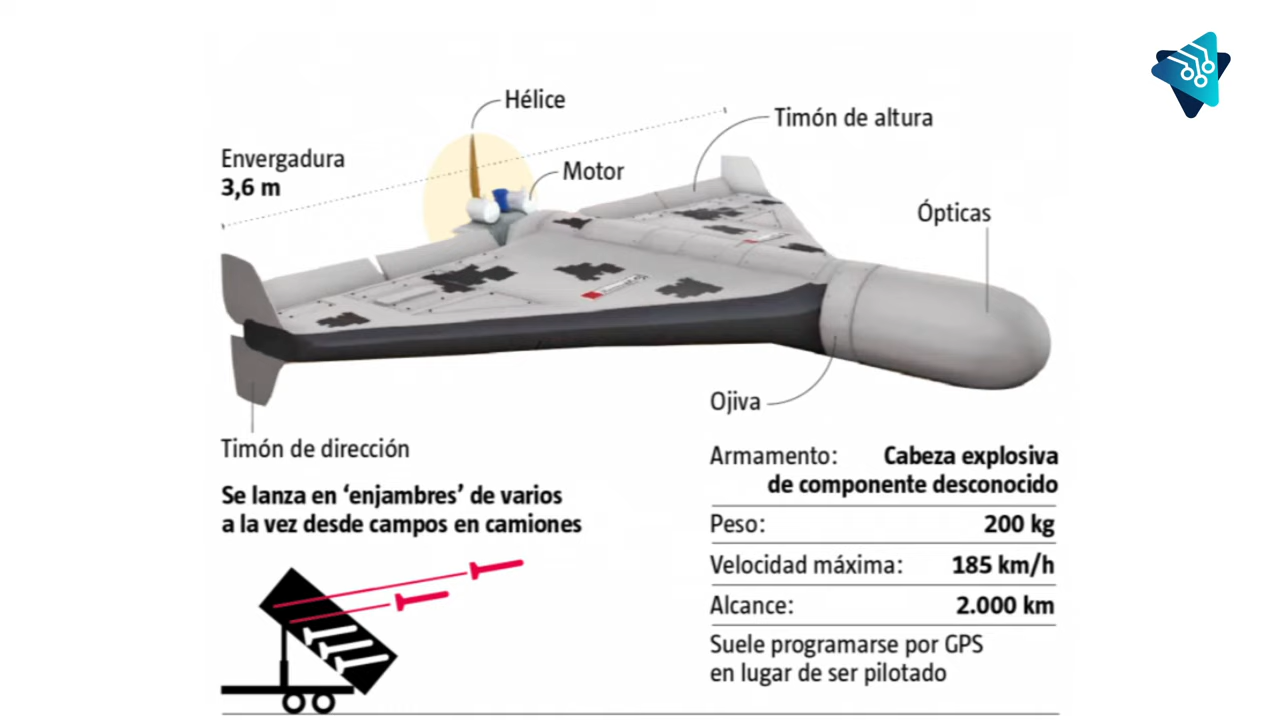 Hélice
Timón de altura
Envergadura
3,6 m
Motor
Ópticas
Ojiva
Timón de dirección
Se lanza en ‘enjambres’ de varios
a la vez desde campos en camiones
Armamento: Cabeza explosiva
de componente desconocido
Peso: 200 kg
Velocidad máxima: 185 km/h
Alcance: 2.000 km
Suele programarse por GPS
en lugar de ser pilotado